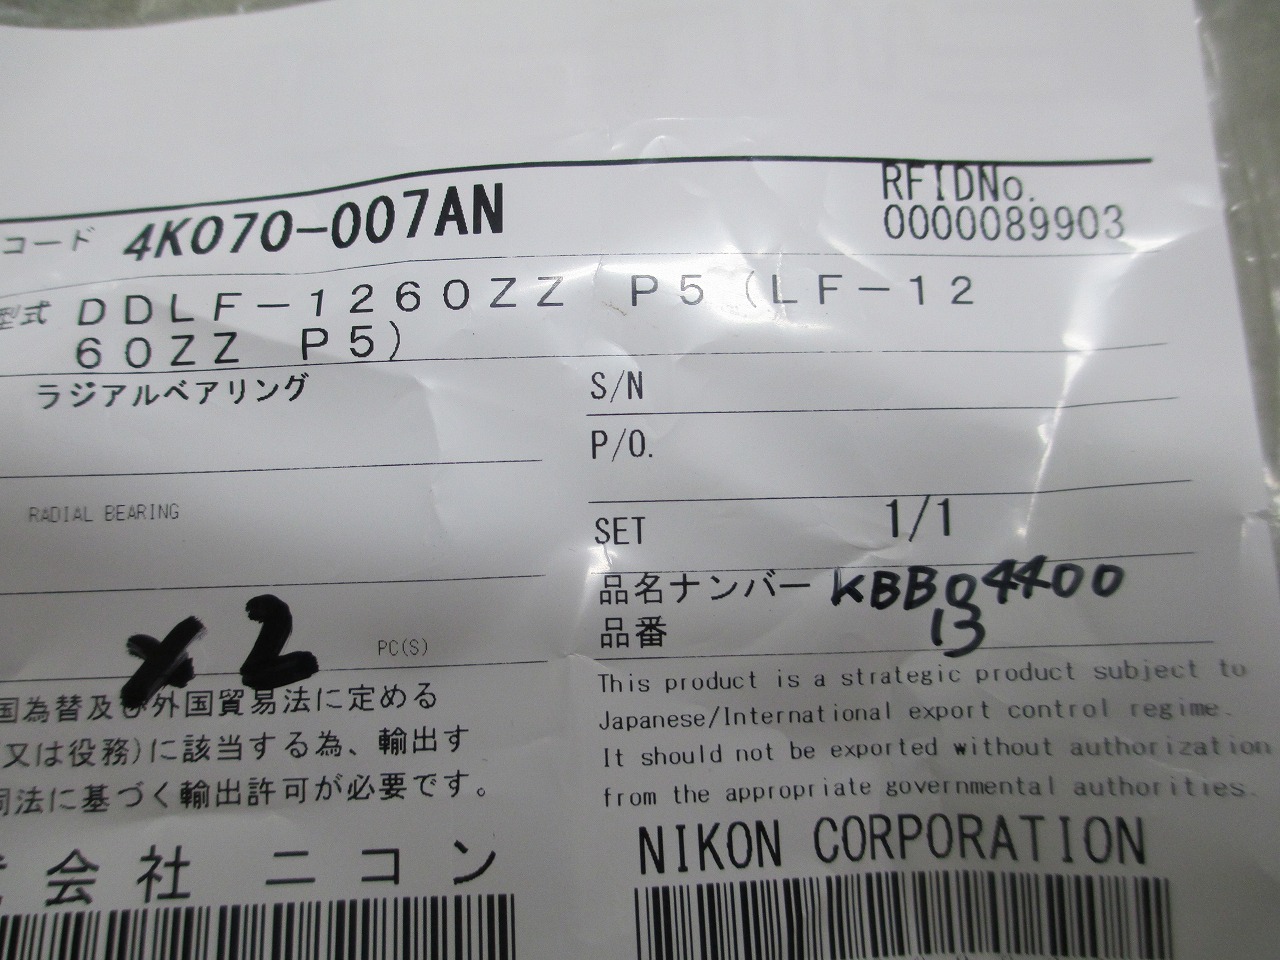 コード 4K070-007AN
RFIDNo.
0000089903
型式 DDLF-1260ZZ P5(LF-12
60ZZ P5)
ラジアルベアリング
RADIAL BEARING
x2 PC(S)
国為替及び外国貿易法に定める
(又は役務)に該当する為、輸出す
同法に基づく輸出許可が必要です。
会社 ニコン
S/N
P/O.
SET 1/1
品名ナンバー KBB04400
品番 13
This product is a strategic product subject to
Japanese/International export control regime.
It should not be exported without authorization
from the appropriate governmental authorities.
NIKON CORPORATION